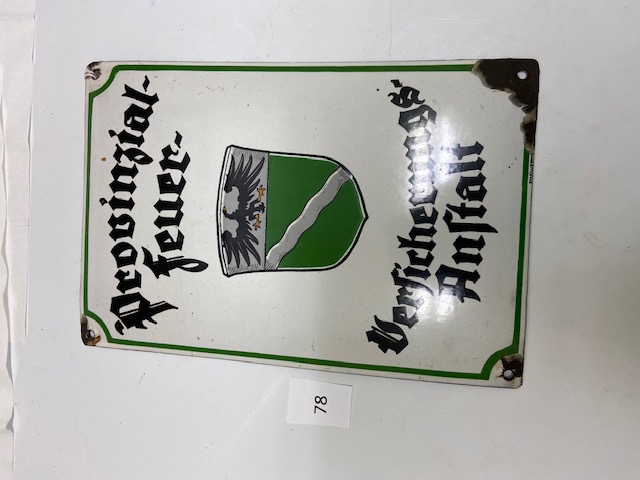 Provinzial-
Feuer-
Versicherungs-
Anstalt
78